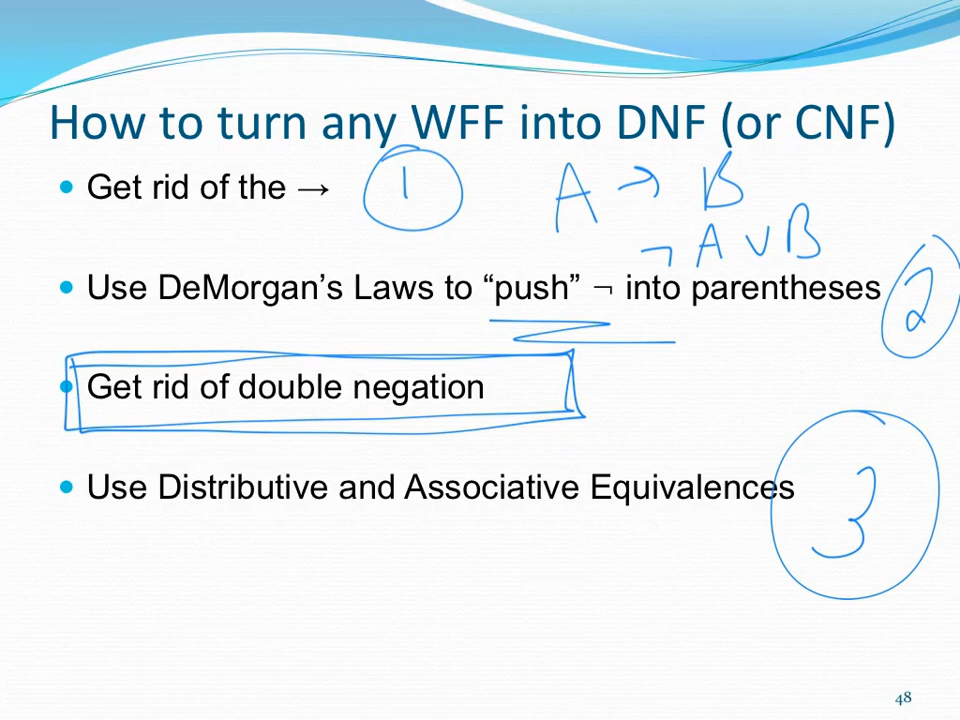 How to turn any WFF into DNF (or CNF)
• Get rid of the → 1 A → B
¬ A ∨ B
• Use DeMorgan’s Laws to “push” ¬ into parentheses 2
• Get rid of double negation
• Use Distributive and Associative Equivalences 3
48